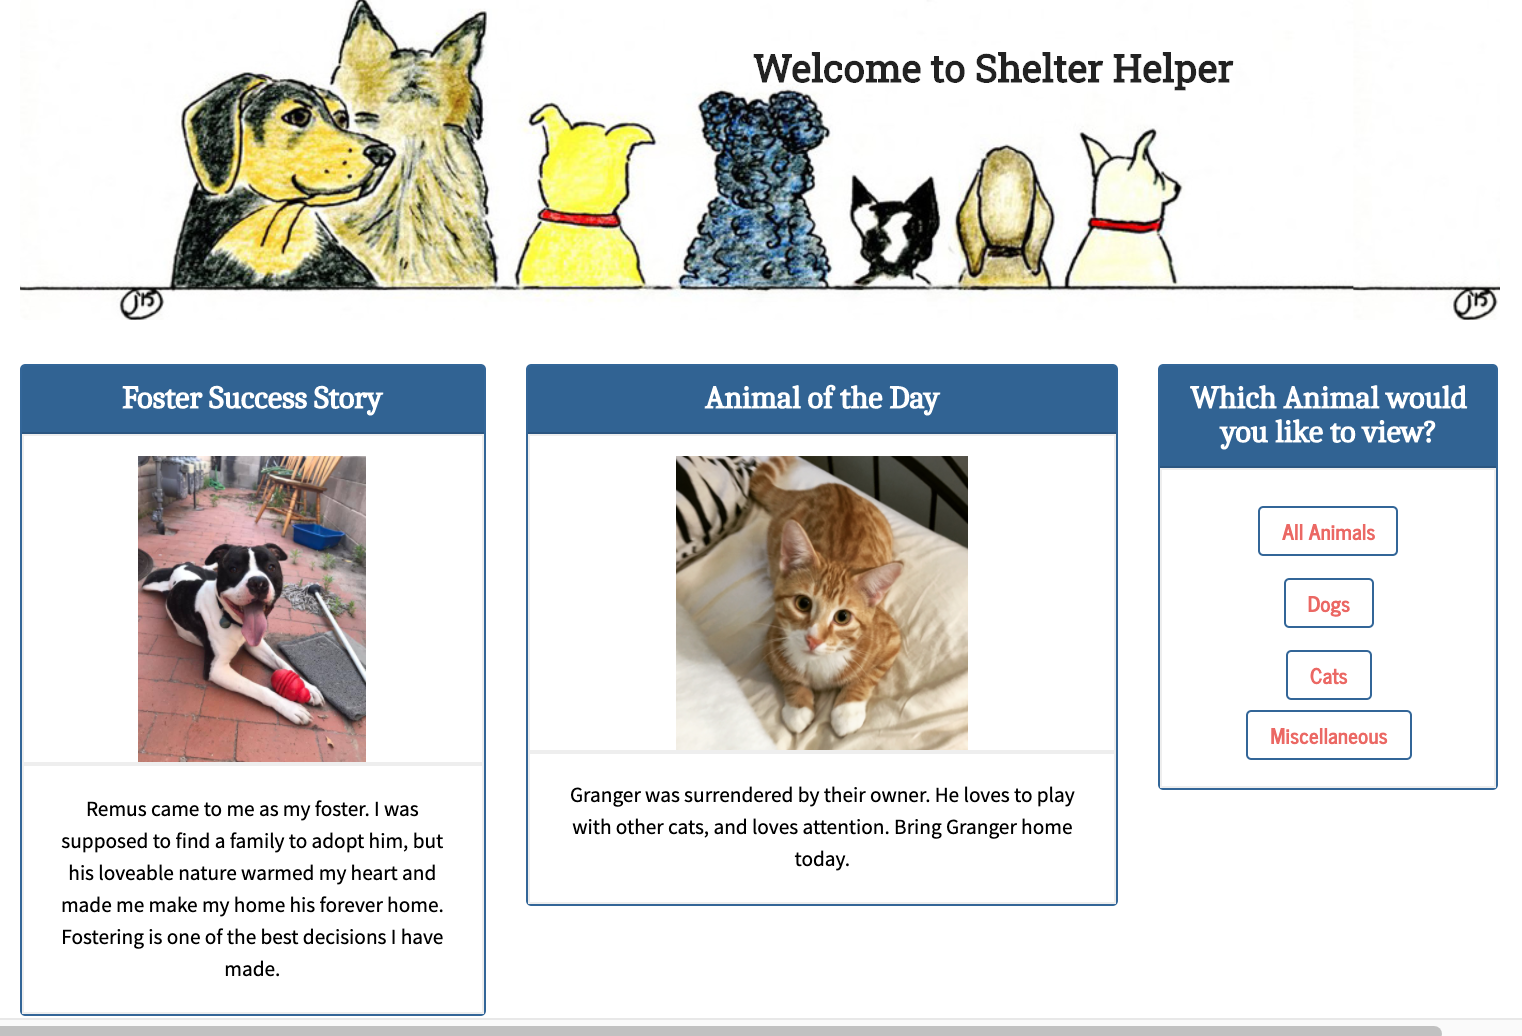 Welcome to Shelter Helper
J'15
J'15
Foster Success Story
Remus came to me as my foster. I was
supposed to find a family to adopt him, but
his loveable nature warmed my heart and
made me make my home his forever home.
Fostering is one of the best decisions I have
made.
Animal of the Day
Granger was surrendered by their owner. He loves to play
with other cats, and loves attention. Bring Granger home
today.
Which Animal would
you like to view?
All Animals
Dogs
Cats
Miscellaneous